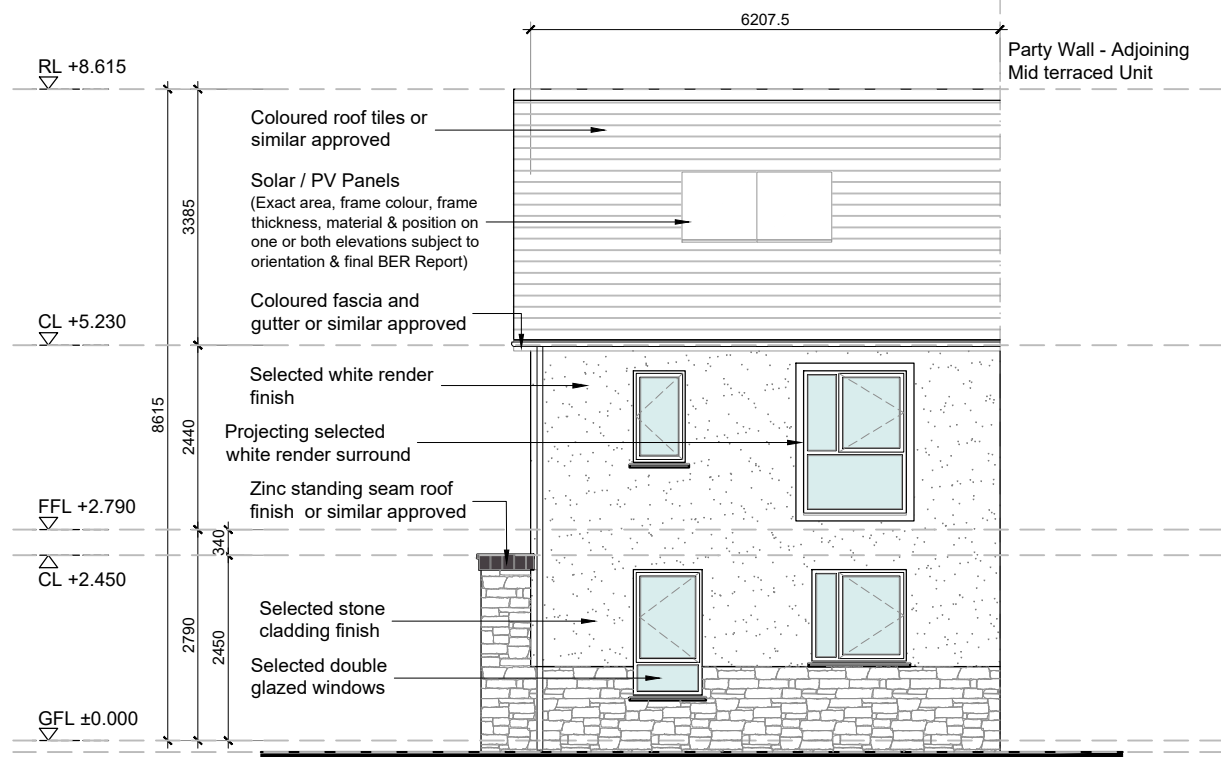 6207.5
Party Wall - Adjoining
Mid terraced Unit
RL +8.615
Coloured roof tiles or
similar approved
Solar / PV Panels
(Exact area, frame colour, frame
thickness, material & position on
one or both elevations subject to
orientation & final BER Report)
3385
Coloured fascia and
gutter or similar approved
CL +5.230
Selected white render
finish
8615
2440
Projecting selected
white render surround
Zinc standing seam roof
finish or similar approved
FFL +2.790
340
CL +2.450
Selected stone
cladding finish
2790
2450
Selected double
glazed windows
GFL ±0.000